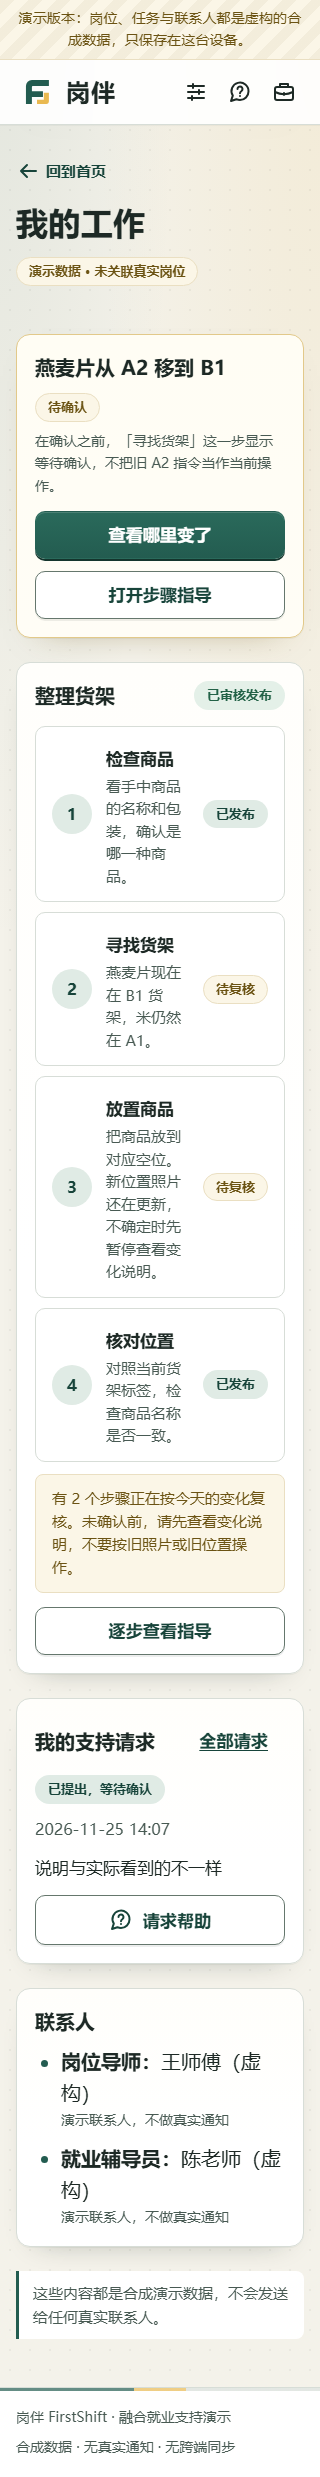 演示版本：岗位、任务与联系人都是虚构的合
成数据，只保存在这台设备。
岗伴
回到首页
我的工作
演示数据 • 未关联真实岗位
燕麦片从 A2 移到 B1
待确认
在确认之前，「寻找货架」这一步显示
等待确认，不把旧 A2 指令当作当前操
作。
查看哪里变了
打开步骤指导
整理货架
已审核发布
1
检查商品
看手中商品
的名称和包
装，确认是
哪一种商
品。
已发布
2
寻找货架
燕麦片现在
在 B1 货
架，米仍然
在 A1。
待复核
3
放置商品
把商品放到
对应空位。
新位置照片
还在更新，
不确定时先
暂停查看变
化说明。
待复核
4
核对位置
对照当前货
架标签，检
查商品名称
是否一致。
已发布
有 2 个步骤正在按今天的变化复
核。未确认前，请先查看变化说
明，不要按旧照片或旧位置操
作。
逐步查看指导
我的支持请求
全部请求
已提出，等待确认
2026-11-25 14:07
说明与实际看到的不一样
请求帮助
联系人
• 岗位导师：王师傅（虚
构）
演示联系人，不做真实通知
• 就业辅导员：陈老师（虚
构）
演示联系人，不做真实通知
这些内容都是合成演示数据，不会发送
给任何真实联系人。
岗伴 FirstShift · 融合就业支持演示
合成数据 · 无真实通知 · 无跨端同步